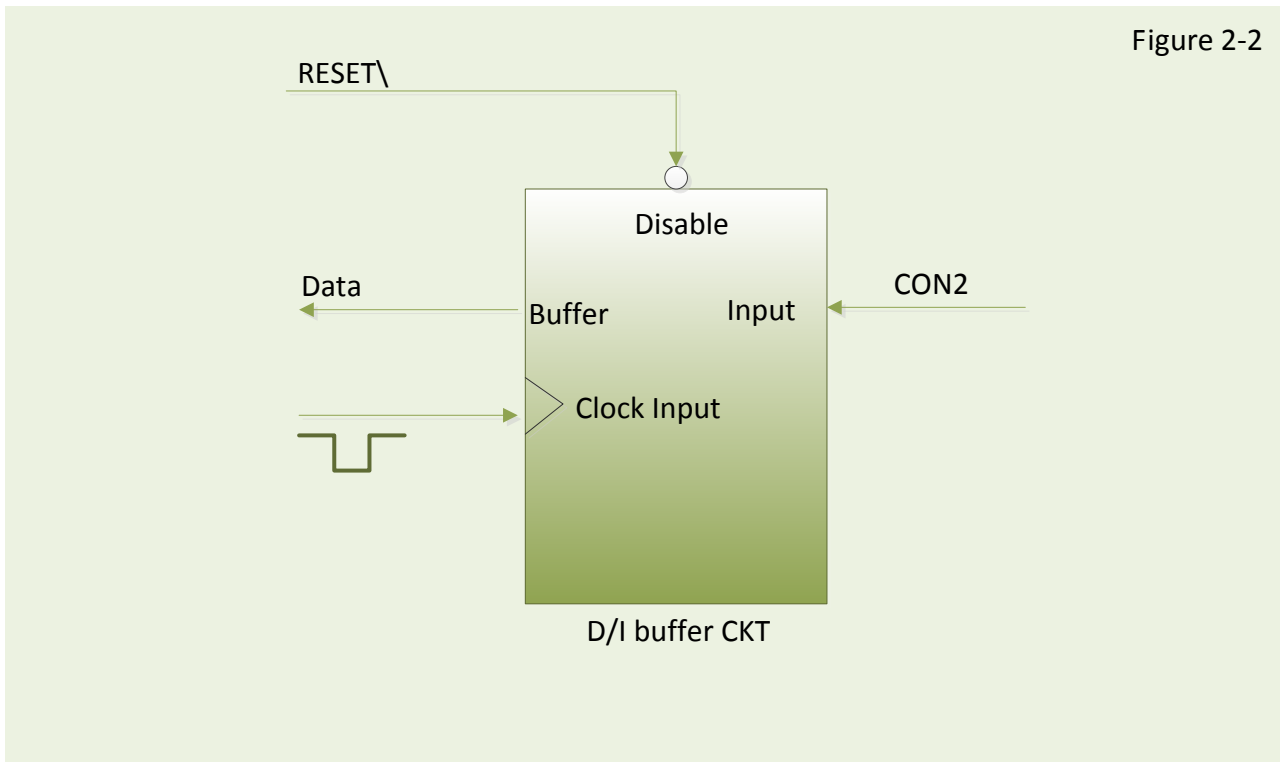 Figure 2-2
RESET\
Disable
Data
CON2
Buffer
Input
Clock Input
D/I buffer CKT